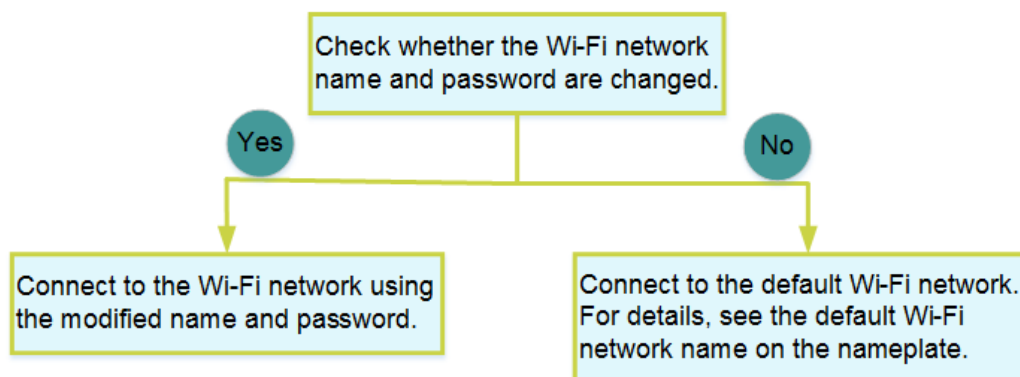 Check whether the Wi-Fi network
name and password are changed.
Yes
No
Connect to the Wi-Fi network using
the modified name and password.
Connect to the default Wi-Fi network.
For details, see the default Wi-Fi
network name on the nameplate.